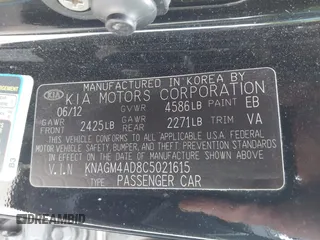 MANUFACTURED IN KOREA BY
KIA KIA MOTORS CORPORATION
06/12 GVWR 4586LB PAINT EB
GAWR FRONT 2425LB GAWR REAR 2271LB TRIM VA
THIS VEHICLE CONFORMS TO ALL APPLICABLE U.S. FEDERAL
MOTOR VEHICLE SAFETY, BUMPER, AND THEFT PREVENTION STANDARDS
IN EFFECT ON THE DATE OF MANUFACTURE SHOWN ABOVE.
V.I.N KNAGM4AD8C5021615
TYPE: PASSENGER CAR
DREAMBID